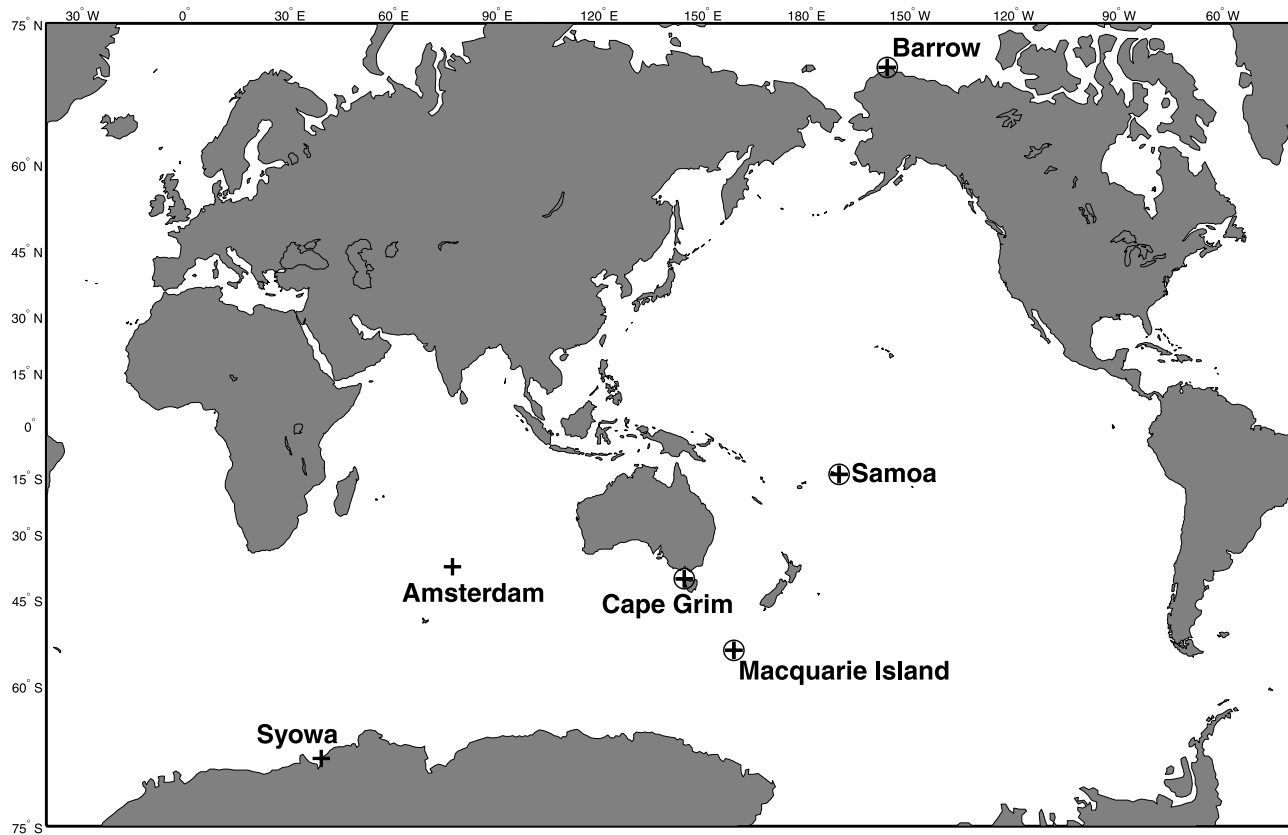 30° W 0° 30° E 60° E 90° E 120° E 150° E 180° W 150° W 120° W 90° W 60° W
75° N
Barrow
60° N
45° N
30° N
15° N
0°
15° S
Samoa
30° S
Amsterdam
45° S
Cape Grim
Macquarie Island
60° S
Syowa
75° S